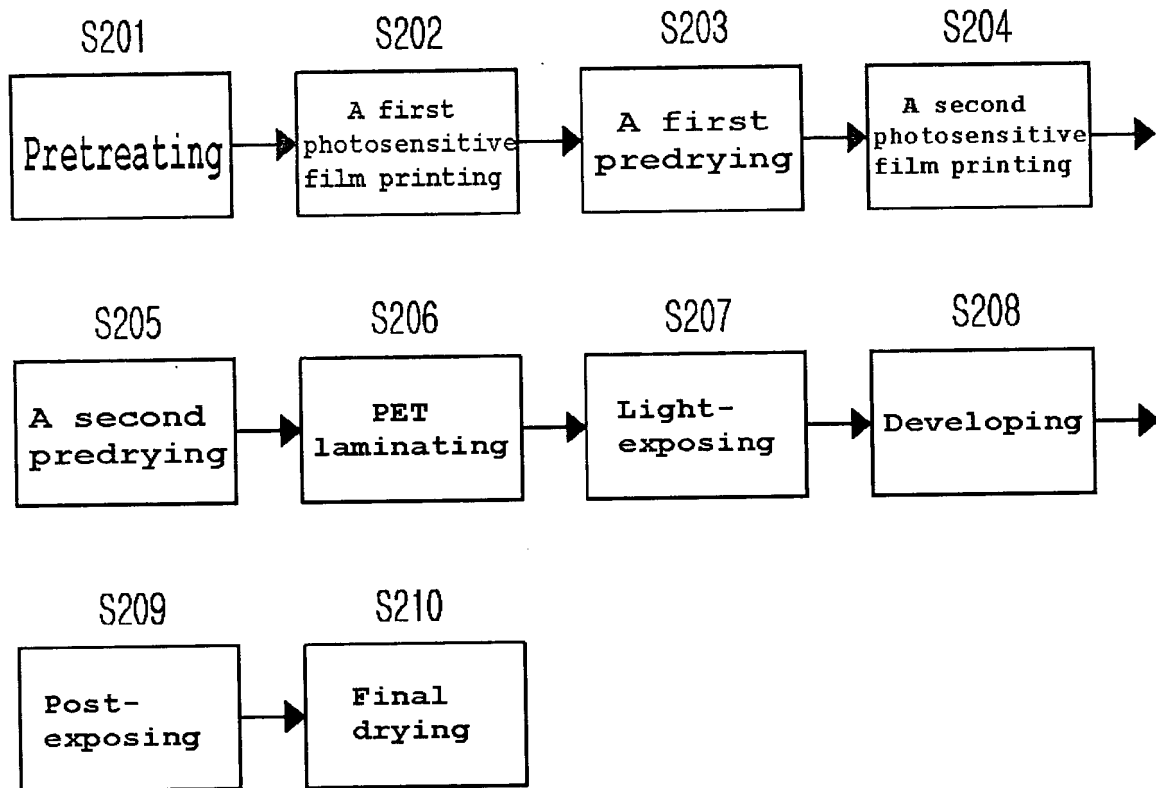 S201
S202
S203
S204
Pretreating
A first
photosensitive
film printing
A first
predrying
A second
photosensitive
film printing
S205
S206
S207
S208
A second
predrying
PET
laminating
Light-
exposing
Developing
S209
S210
Post-
exposing
Final
drying